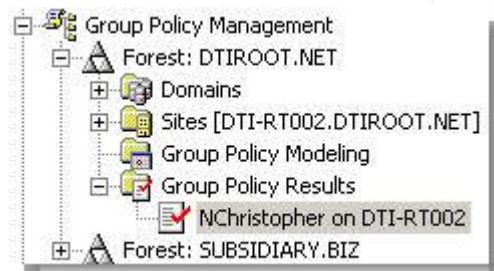 Group Policy Management
Forest: DTIROOT.NET
Domains
Sites [DTI-RT002.DTIROOT.NET]
Group Policy Modeling
Group Policy Results
NChristopher on DTI-RT002
Forest: SUBSIDIARY.BIZ